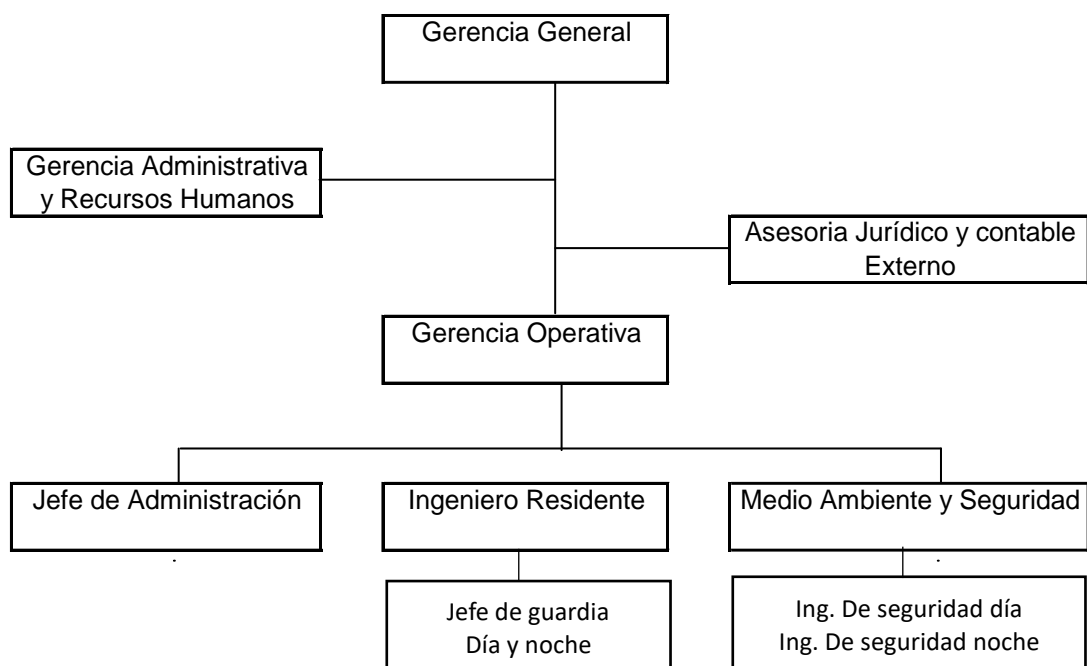 Gerencia General
Gerencia Administrativa
y Recursos Humanos
Asesoria Jurídico y contable
Externo
Gerencia Operativa
Jefe de Administración
Ingeniero Residente
Medio Ambiente y Seguridad
Jefe de guardia
Día y noche
Ing. De seguridad día
Ing. De seguridad noche